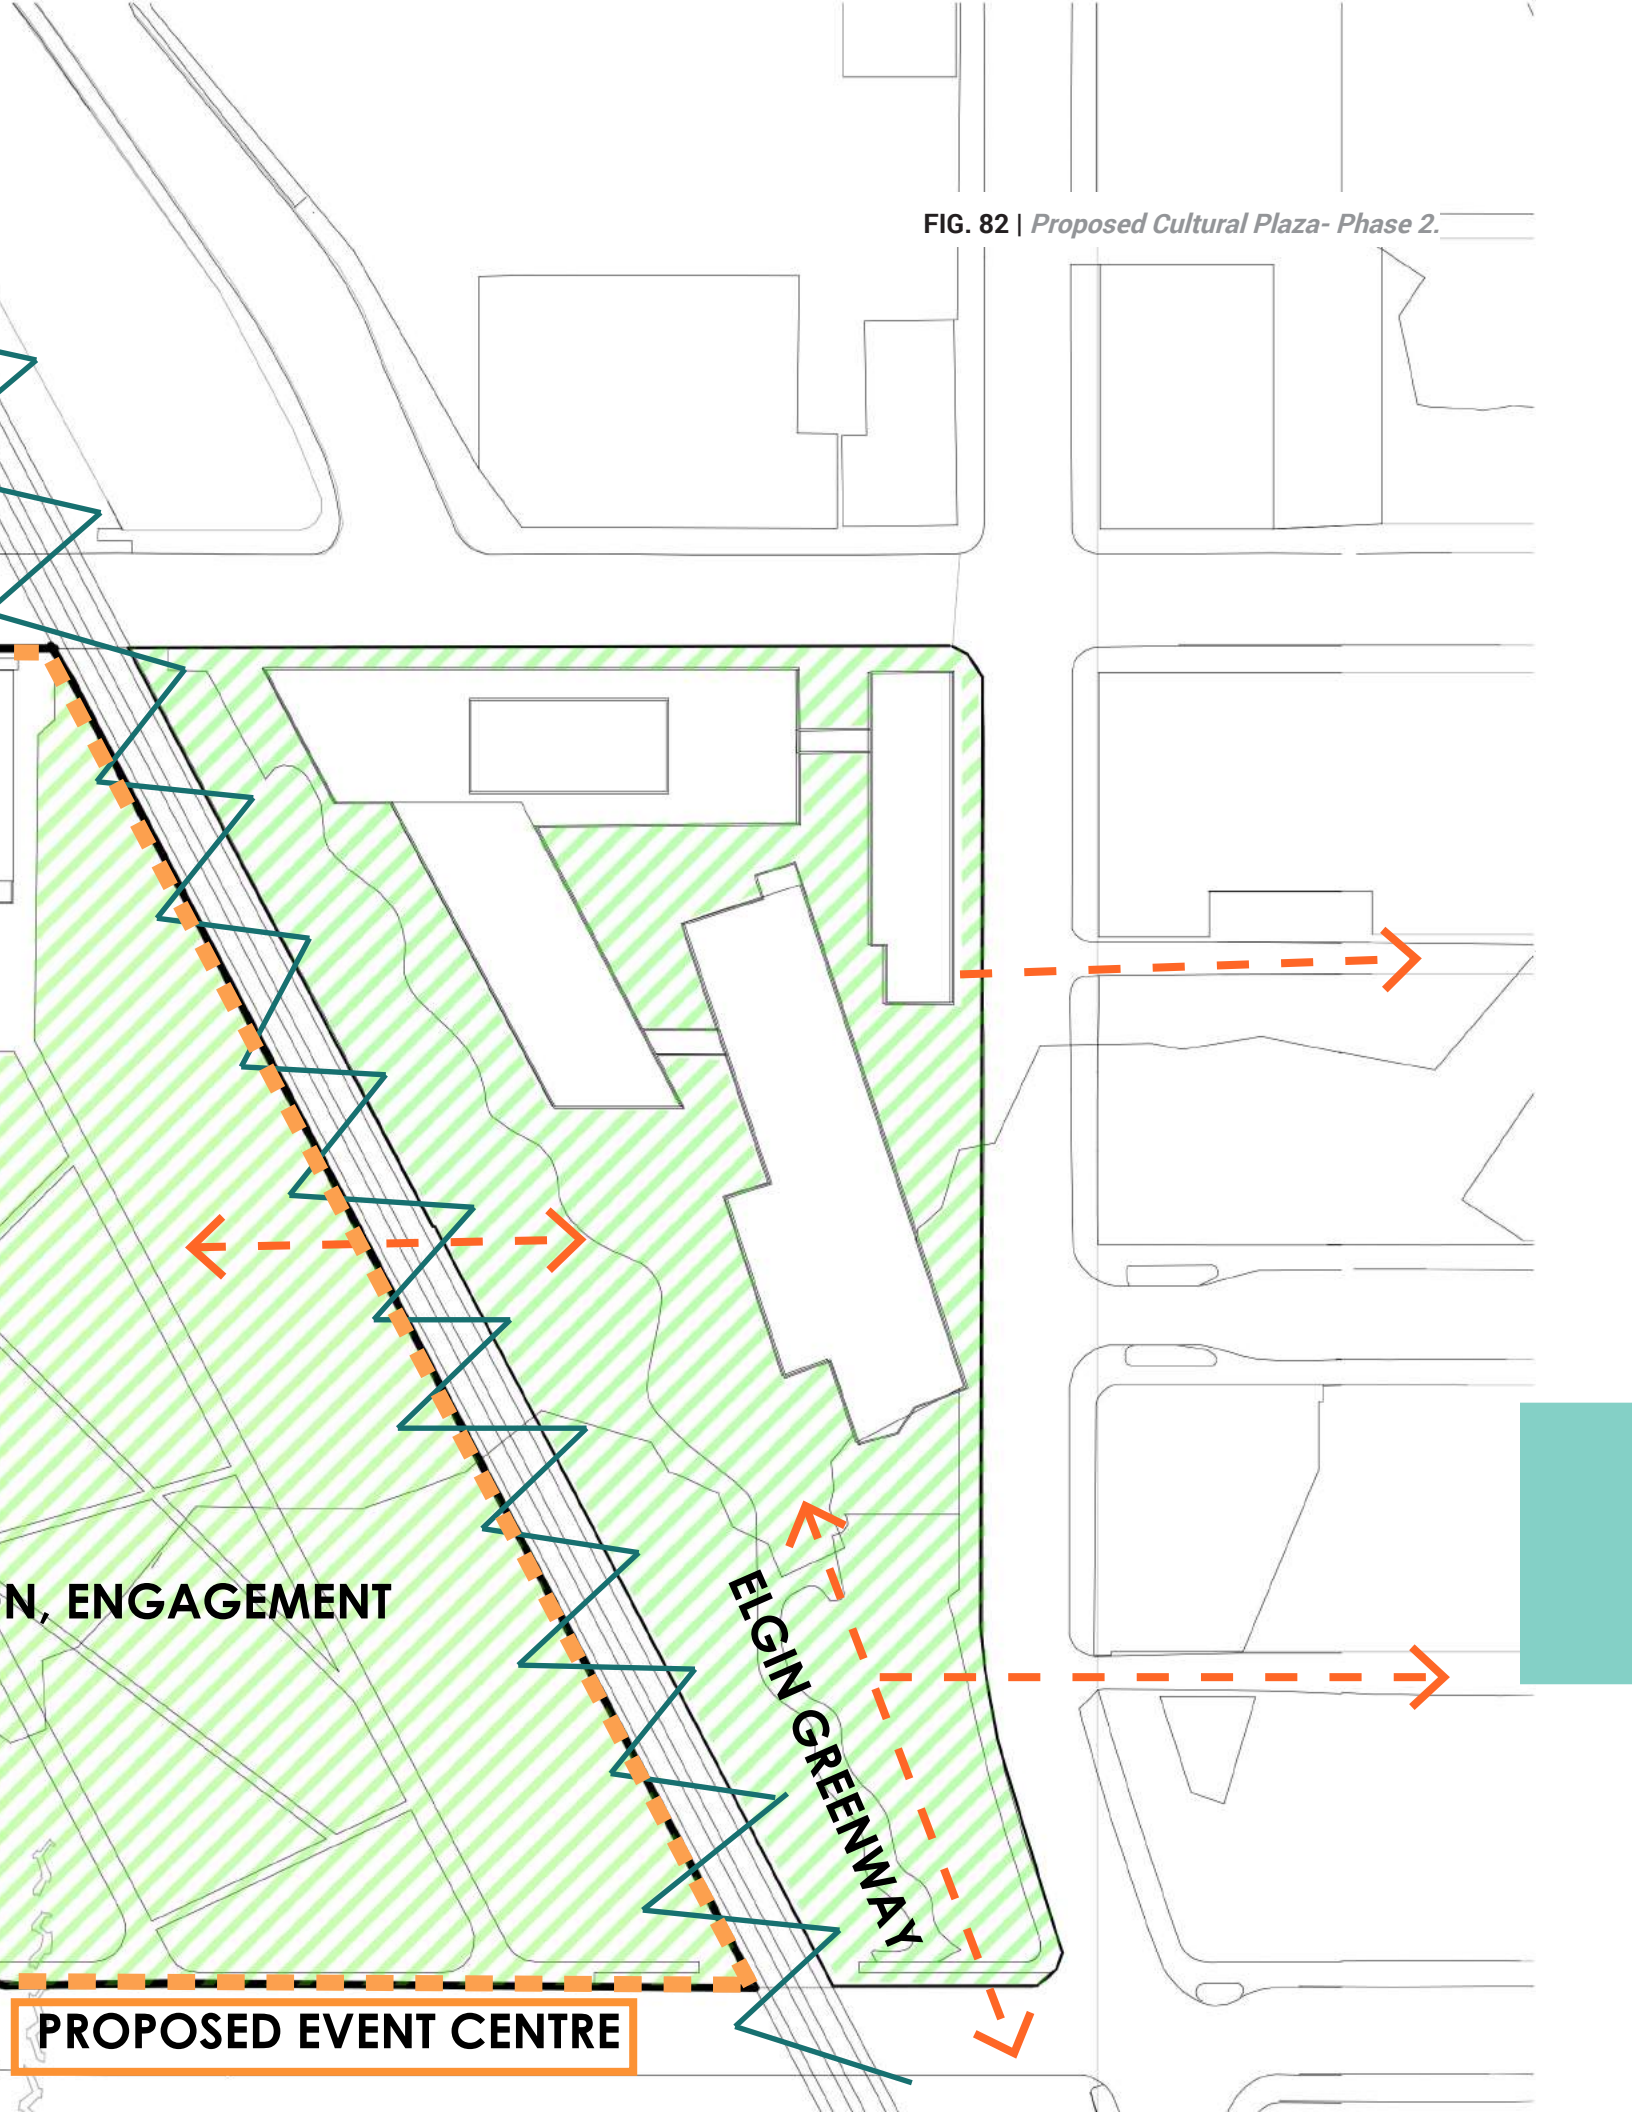 FIG. 82 | Proposed Cultural Plaza- Phase 2.
N, ENGAGEMENT
ELGIN GREENWAY
PROPOSED EVENT CENTRE